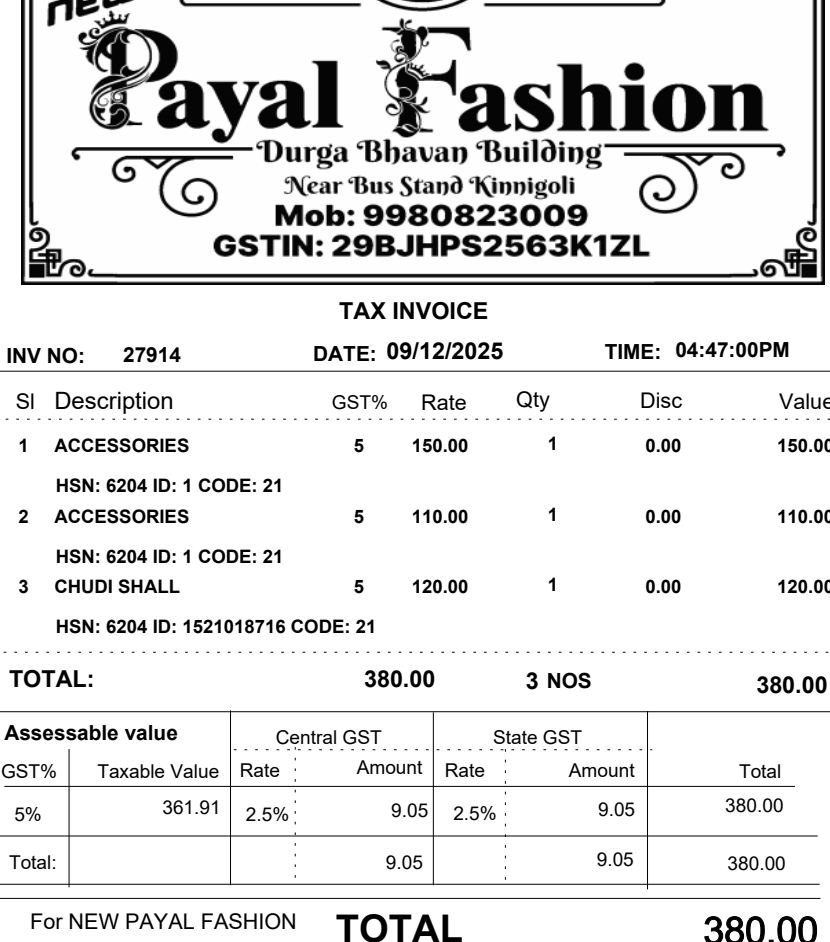 new
Payal Fashion
Durga Bhavan Building
Near Bus Stand Kinnigoli
Mob: 9980823009
GSTIN: 29BJHPS2563K1ZL
TAX INVOICE
INV NO: 27914 DATE: 09/12/2025 TIME: 04:47:00PM
Sl Description GST% Rate Qty Disc Value
1 ACCESSORIES 5 150.00 1 0.00 150.00
HSN: 6204 ID: 1 CODE: 21
2 ACCESSORIES 5 110.00 1 0.00 110.00
HSN: 6204 ID: 1 CODE: 21
3 CHUDI SHALL 5 120.00 1 0.00 120.00
HSN: 6204 ID: 1521018716 CODE: 21
TOTAL: 380.00 3 NOS 380.00
Assessable value Central GST State GST
GST% Taxable Value Rate Amount Rate Amount Total
5% 361.91 2.5% 9.05 2.5% 9.05 380.00
Total: 9.05 9.05 380.00
For NEW PAYAL FASHION TOTAL 380.00